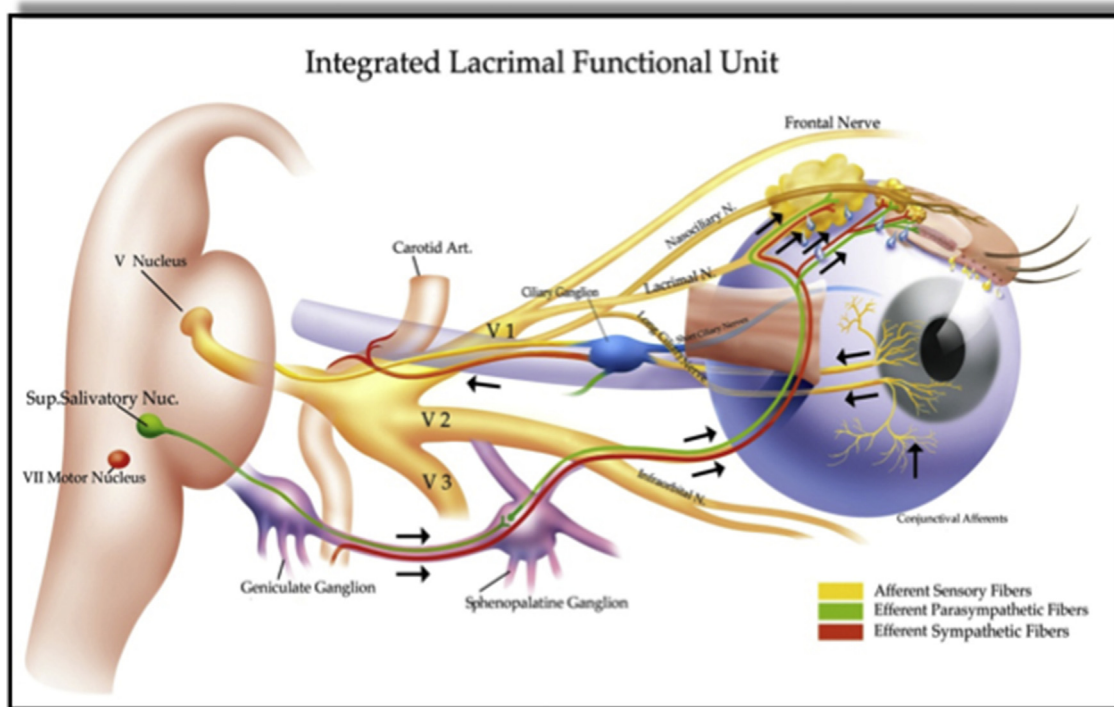 Integrated Lacrimal Functional Unit
Frontal Nerve
Nasociliary N.
Carotid Art.
V Nucleus
Lacrimal N.
Ciliary Ganglion
V 1
Short Ciliary Nerves
Long Ciliary Nerve
Sup.Salivatory Nuc.
V 2
VII Motor Nucleus
V 3
Infraorbital N.
Conjunctival Afferents
Geniculate Ganglion
Sphenopalatine Ganglion
Afferent Sensory Fibers
Efferent Parasympathetic Fibers
Efferent Sympathetic Fibers